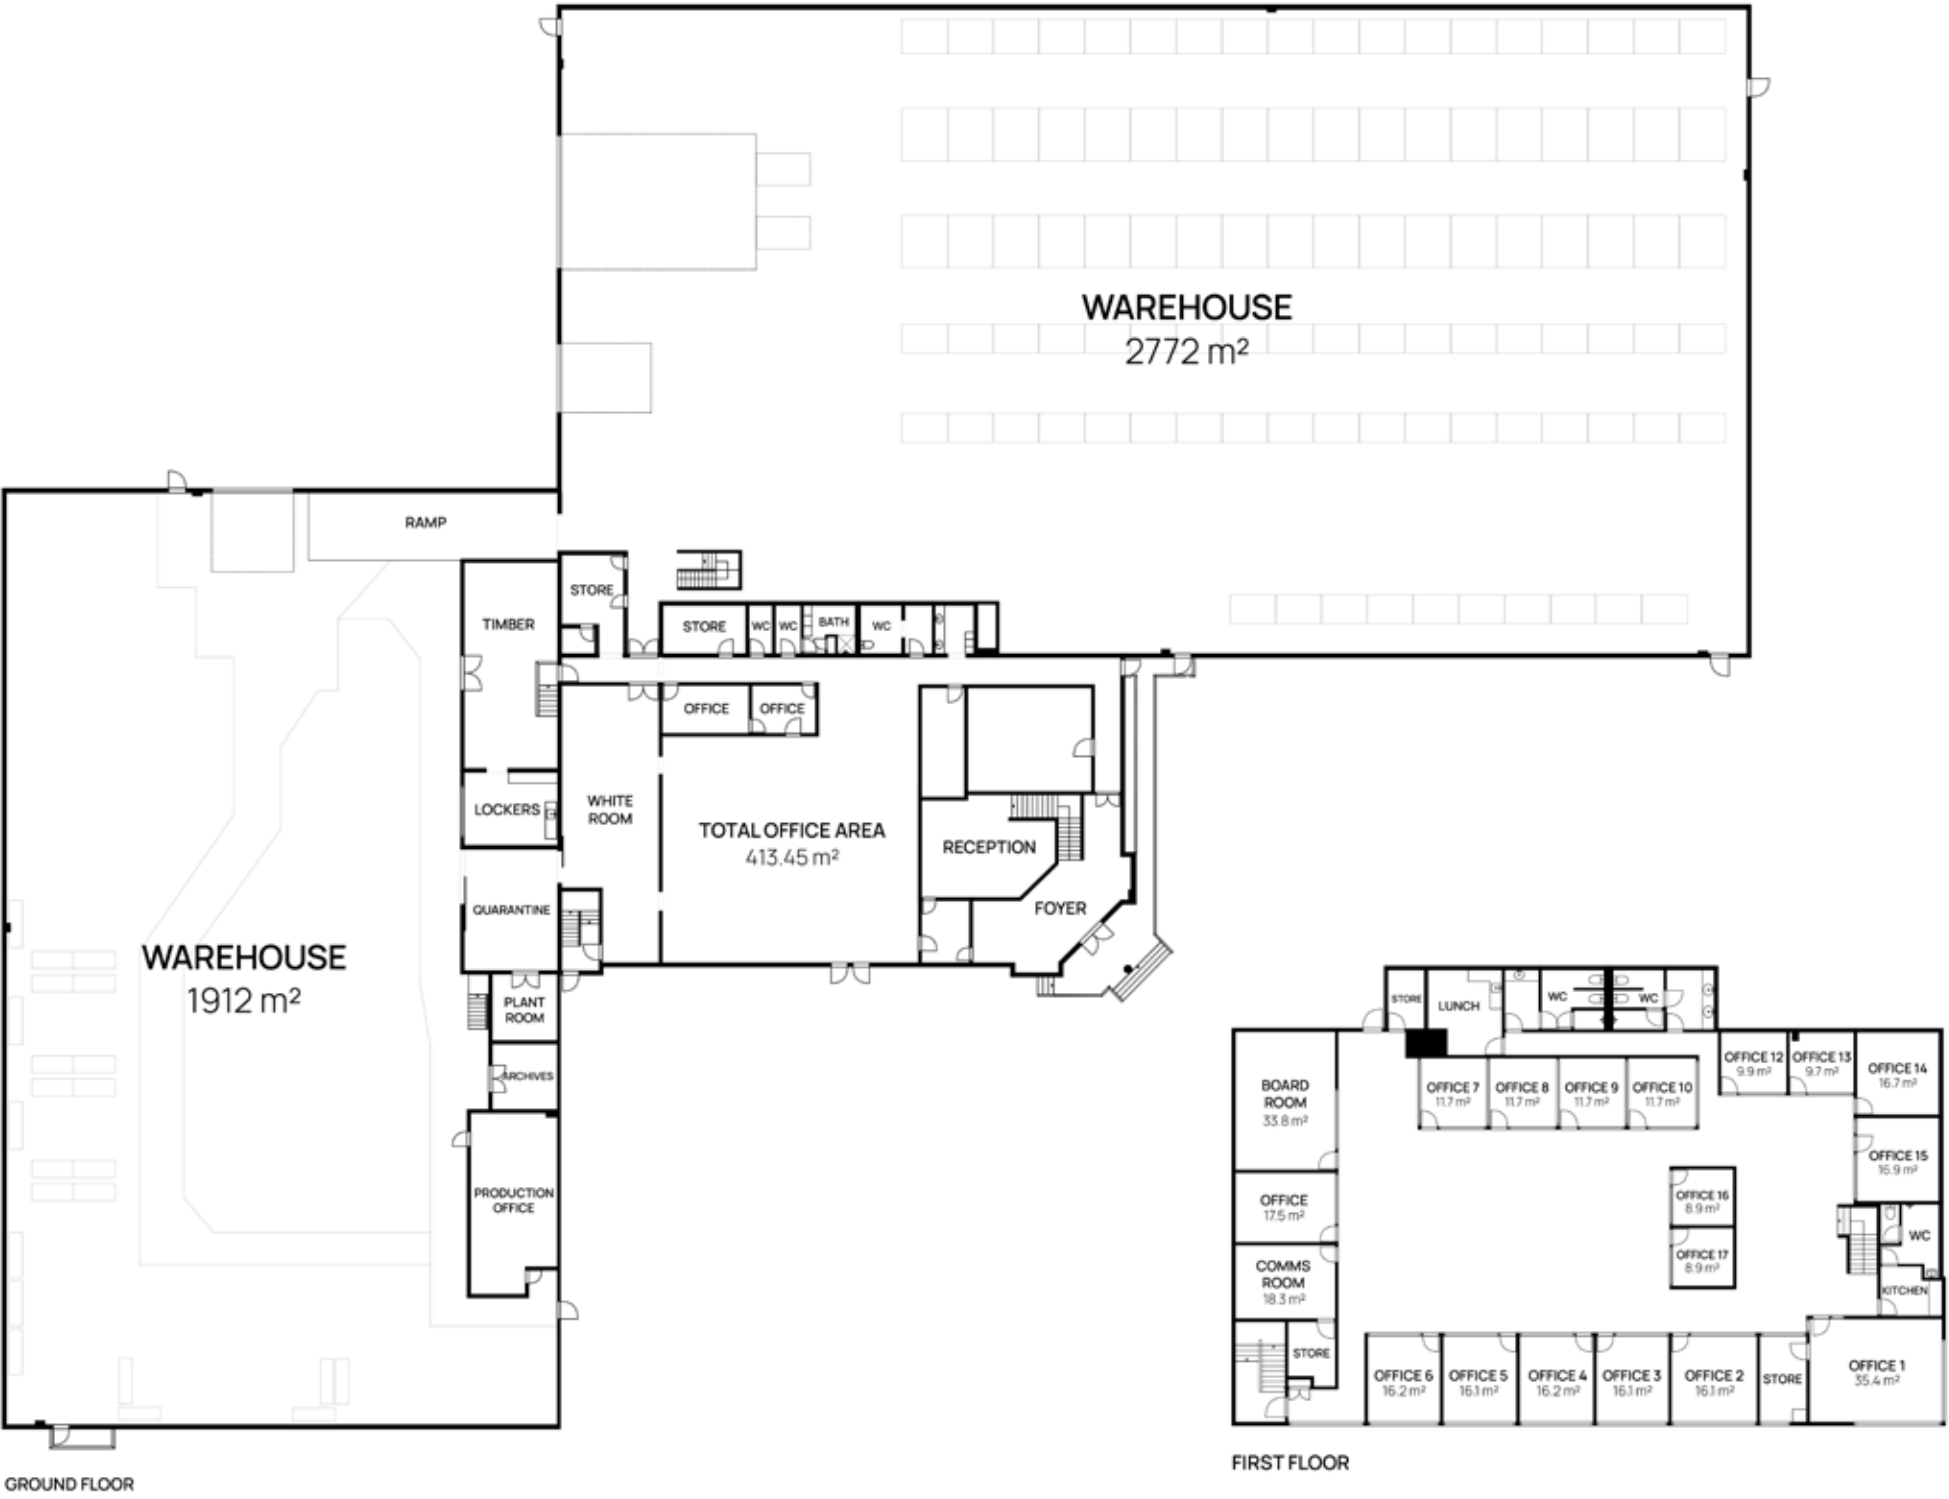 WAREHOUSE
2772 m²
RAMP
STORE
TIMBER
STORE
WC
WC
BATH
WC
OFFICE
OFFICE
LOCKERS
WHITE
ROOM
TOTAL OFFICE AREA
413.45 m²
RECEPTION
QUARANTINE
FOYER
WAREHOUSE
1912 m²
PLANT
ROOM
ARCHIVES
PRODUCTION
OFFICE
GROUND FLOOR
STORE
LUNCH
WC
WC
BOARD
ROOM
33.8 m²
OFFICE 7
11.7 m²
OFFICE 8
11.7 m²
OFFICE 9
11.7 m²
OFFICE 10
11.7 m²
OFFICE 12
9.9 m²
OFFICE 13
9.7 m²
OFFICE 14
16.7 m²
OFFICE 15
16.9 m²
OFFICE
17.5 m²
OFFICE 16
8.9 m²
WC
COMMS
ROOM
18.3 m²
OFFICE 17
8.9 m²
KITCHEN
STORE
OFFICE 6
16.2 m²
OFFICE 5
16.1 m²
OFFICE 4
16.2 m²
OFFICE 3
16.1 m²
OFFICE 2
16.1 m²
STORE
OFFICE 1
35.4 m²
FIRST FLOOR